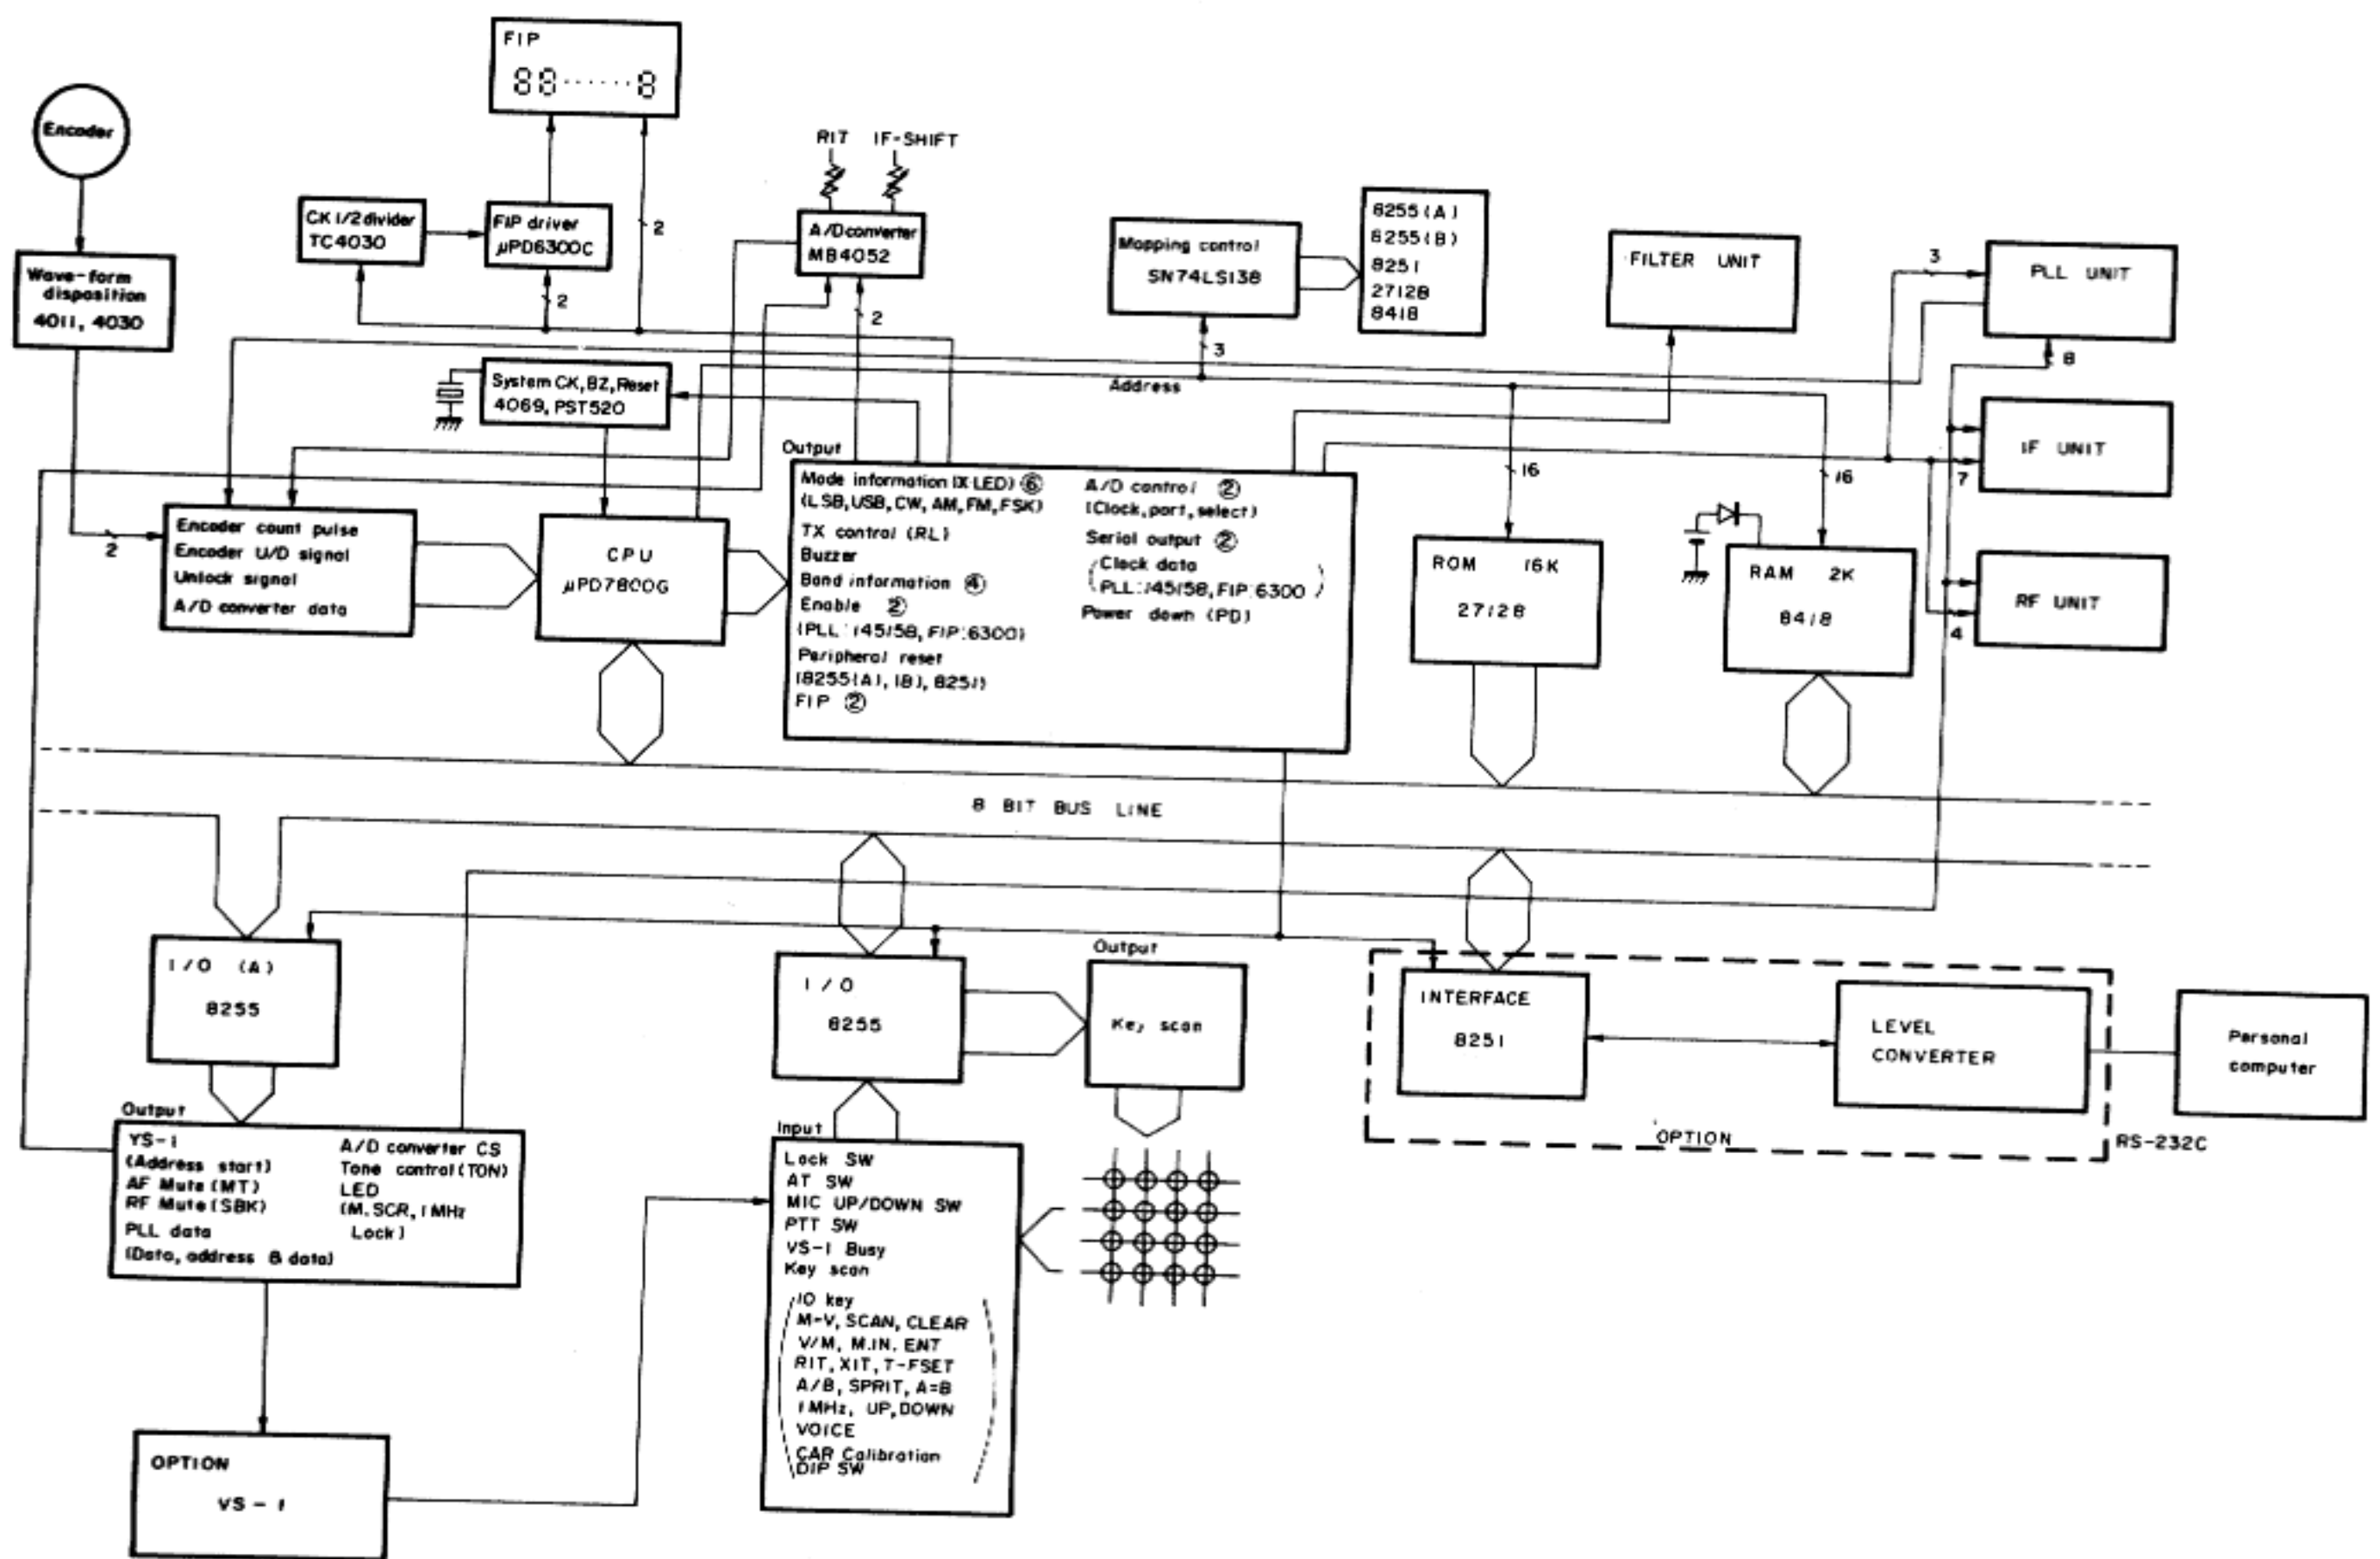 FIP
88······8
Encoder
RIT IF-SHIFT
CK 1/2 divider
TC4030
FIP driver
μPD6300C
2
A/D converter
MB4052
Mapping control
SN74LS138
8255(A)
8255(B)
8251
27128
8418
FILTER UNIT
3
PLL UNIT
Wave-form
disposition
4011, 4030
2
2
3
8
System CK, BZ, Reset
4069, PST520
Address
IF UNIT
7
Output
Mode information (X LED) ⑥
(LSB, USB, CW, AM, FM, FSK)
TX control (RL)
Buzzer
Band information ④
Enable ②
(PLL:145158, FIP:6300)
Peripheral reset
(8255(A), (B), 8251)
FIP ②
A/D control ②
(Clock, port, select)
Serial output ②
(Clock data
PLL:145158, FIP:6300)
Power down (PD)
16
16
2
Encoder count pulse
Encoder U/D signal
Unlock signal
A/D converter data
CPU
μPD7800G
ROM 16K
27128
RAM 2K
8418
RF UNIT
4
8 BIT BUS LINE
I/O (A)
8255
I/O
8255
Output
Key scan
INTERFACE
8251
LEVEL
CONVERTER
Personal
computer
OPTION
RS-232C
Output
YS-1
(Address start)
AF Mute (MT)
RF Mute (SBK)
PLL data
(Data, address 8 data)
A/D converter CS
Tone control (TON)
LED
(M.SCR, 1MHz
Lock)
Input
Lock SW
AT SW
MIC UP/DOWN SW
PTT SW
VS-1 Busy
Key scan
10 key
M-V, SCAN, CLEAR
V/M, M.IN, ENT
RIT, XIT, T-FSET
A/B, SPRIT, A=B
1MHz, UP, DOWN
VOICE
CAR Calibration
DIP SW
OPTION
VS-1